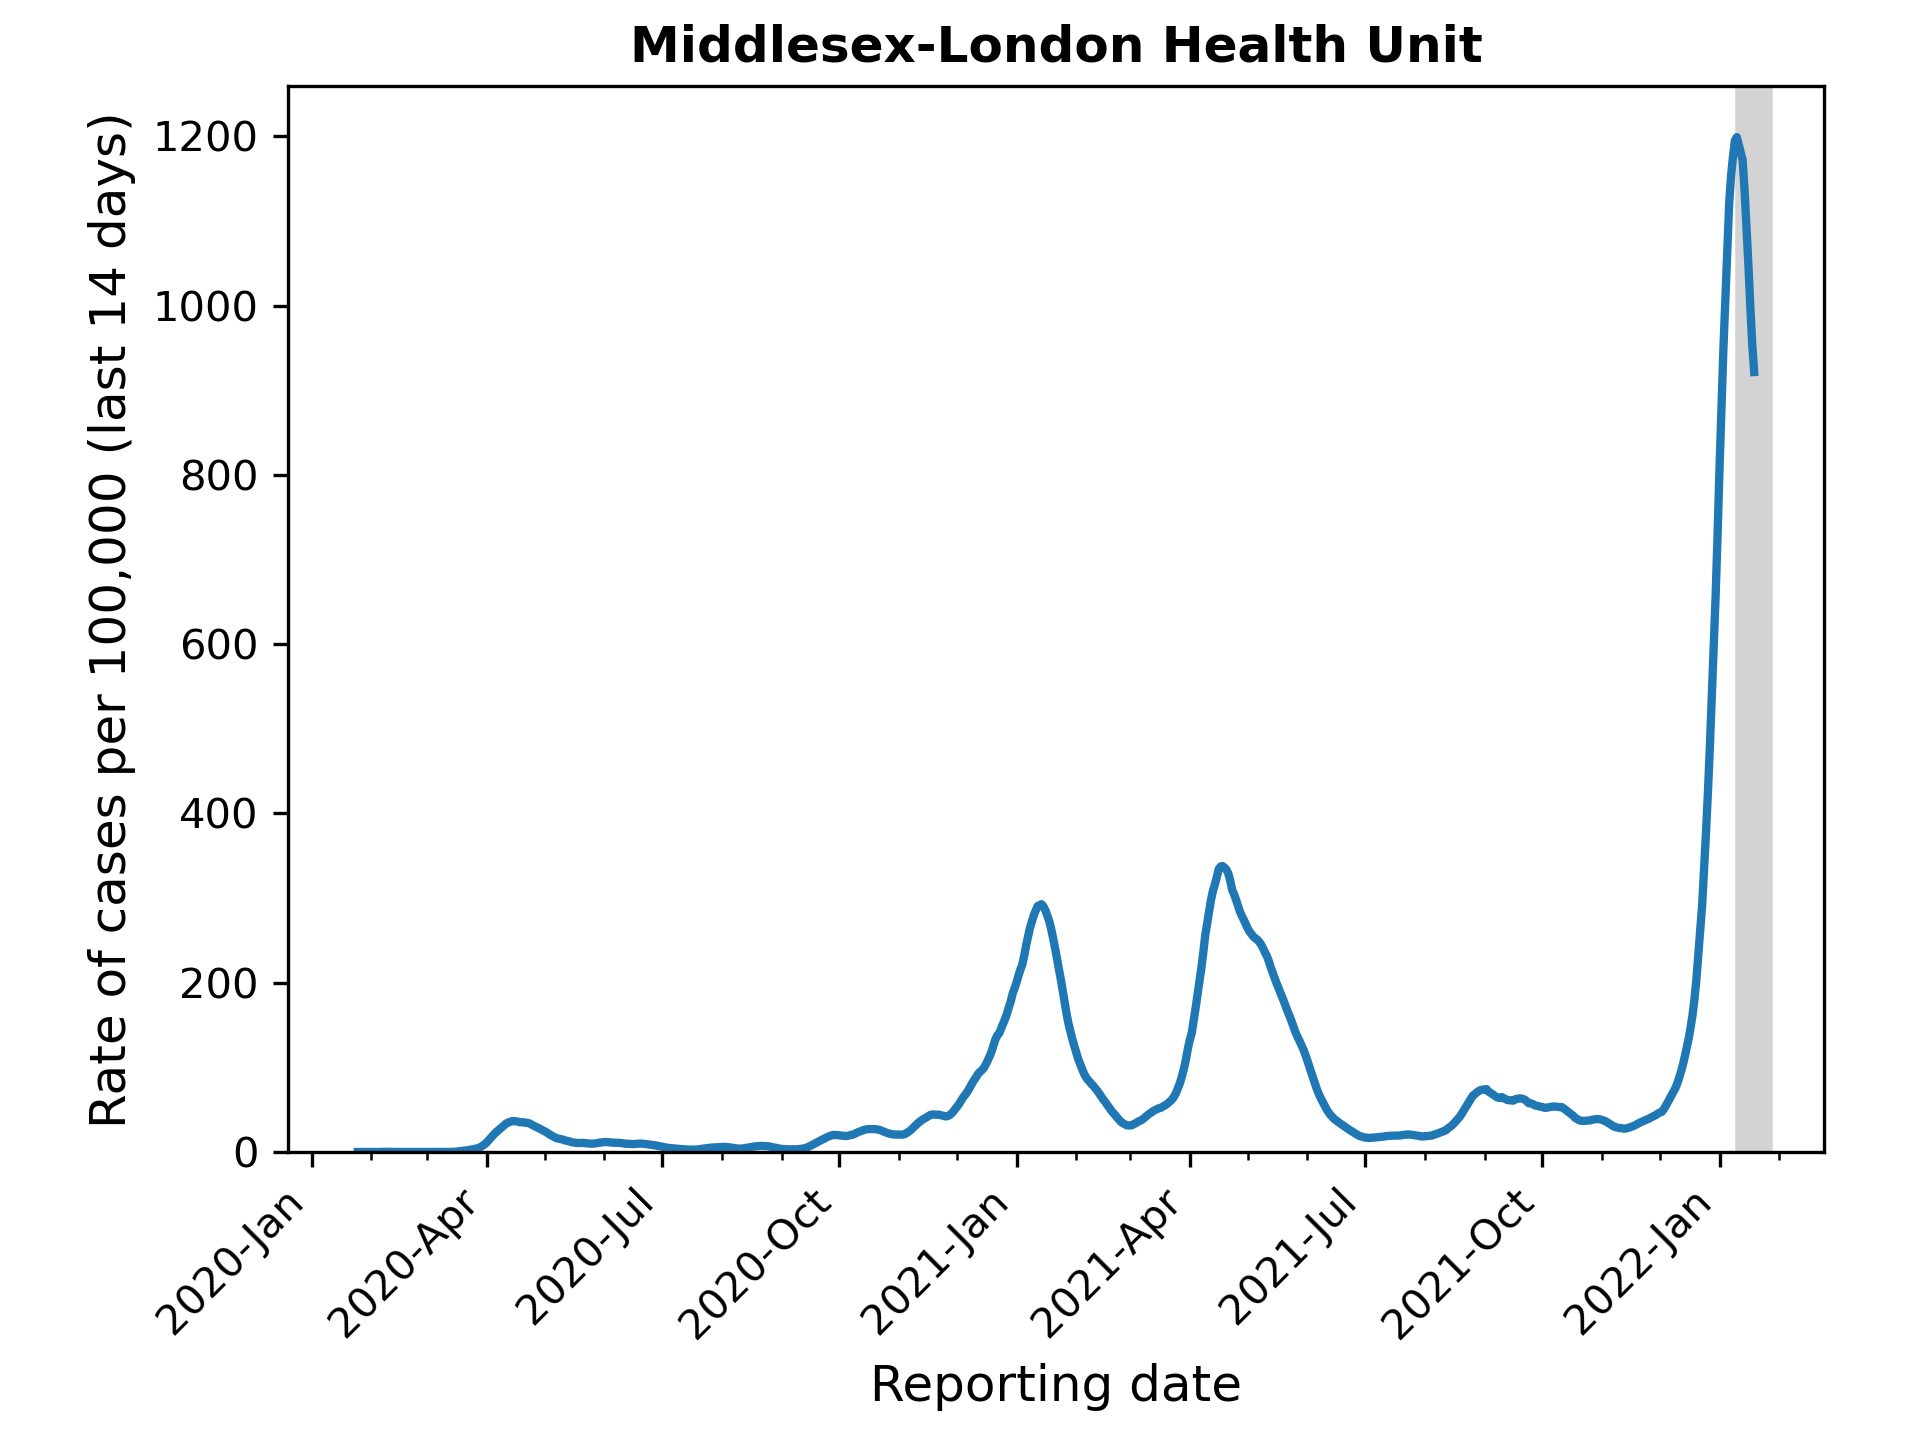 Middlesex-London Health Unit
Rate of cases per 100,000 (last 14 days)
1200
1000
800
600
400
200
0
2020-Jan
2020-Apr
2020-Jul
2020-Oct
2021-Jan
2021-Apr
2021-Jul
2021-Oct
2022-Jan
Reporting date